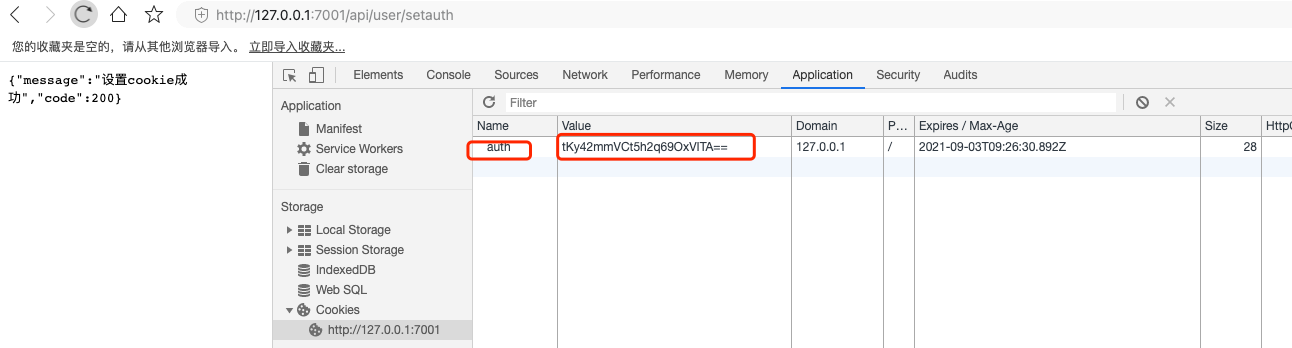 http://127.0.0.1:7001/api/user/setauth
您的收藏夹是空的，请从其他浏览器导入。 立即导入收藏夹...
{"message":"设置cookie成
功","code":200}
Elements Console Sources Network Performance Memory Application Security Audits
Application
Manifest
Service Workers
Clear storage
Storage
Local Storage
Session Storage
IndexedDB
Web SQL
Cookies
http://127.0.0.1:7001
Filter
Name Value Domain P... Expires / Max-Age Size HttpC
auth tKy42mmVCt5h2q69OxVITA== 127.0.0.1 / 2021-09-03T09:26:30.892Z 28